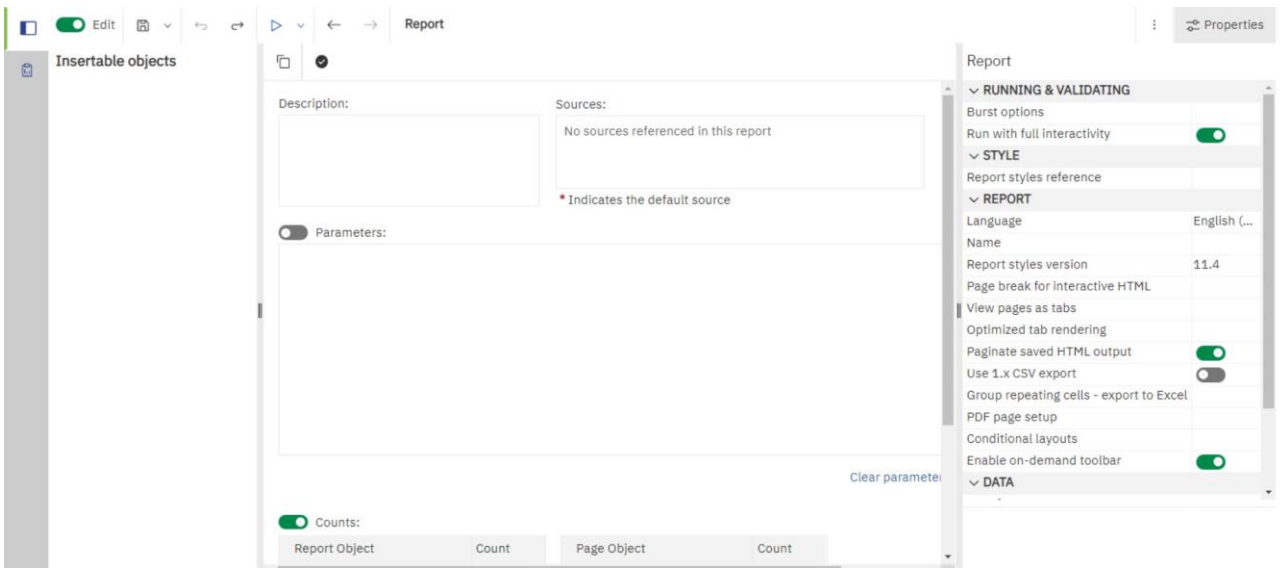 Edit
Report
Properties
Insertable objects
Description:
Sources:
No sources referenced in this report
* Indicates the default source
Parameters:
Clear paramete
Counts:
Report Object Count Page Object Count
Report
RUNNING & VALIDATING
Burst options
Run with full interactivity
STYLE
Report styles reference
REPORT
Language English (...
Name
Report styles version 11.4
Page break for interactive HTML
View pages as tabs
Optimized tab rendering
Paginate saved HTML output
Use 1.x CSV export
Group repeating cells - export to Excel
PDF page setup
Conditional layouts
Enable on-demand toolbar
DATA